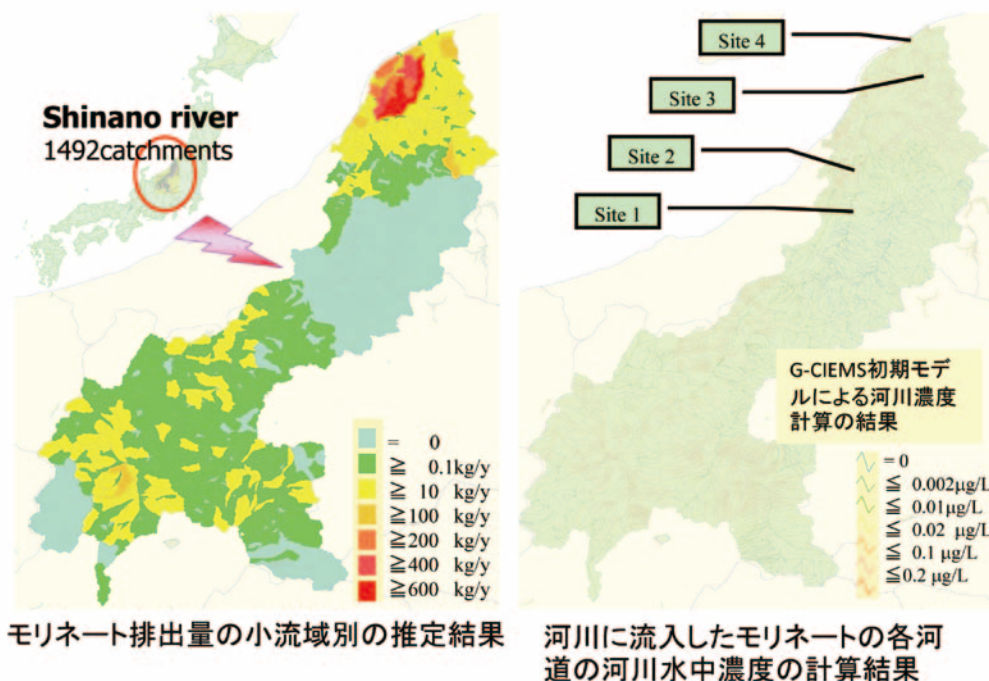 Shinano river
1492catchments
= 0
≧ 0.1kg/y
≧ 10 kg/y
≧100 kg/y
≧200 kg/y
≧400 kg/y
≧600 kg/y
モリネート排出量の小流域別の推定結果
Site 4
Site 3
Site 2
Site 1
G-CIEMS初期モデ
ルによる河川濃度
計算の結果
= 0
≦ 0.002μg/L
≦ 0.01μg/L
≦ 0.02 μg/L
≦ 0.1 μg/L
≦0.2 μg/L
河川に流入したモリネートの各河
道の河川水中濃度の計算結果